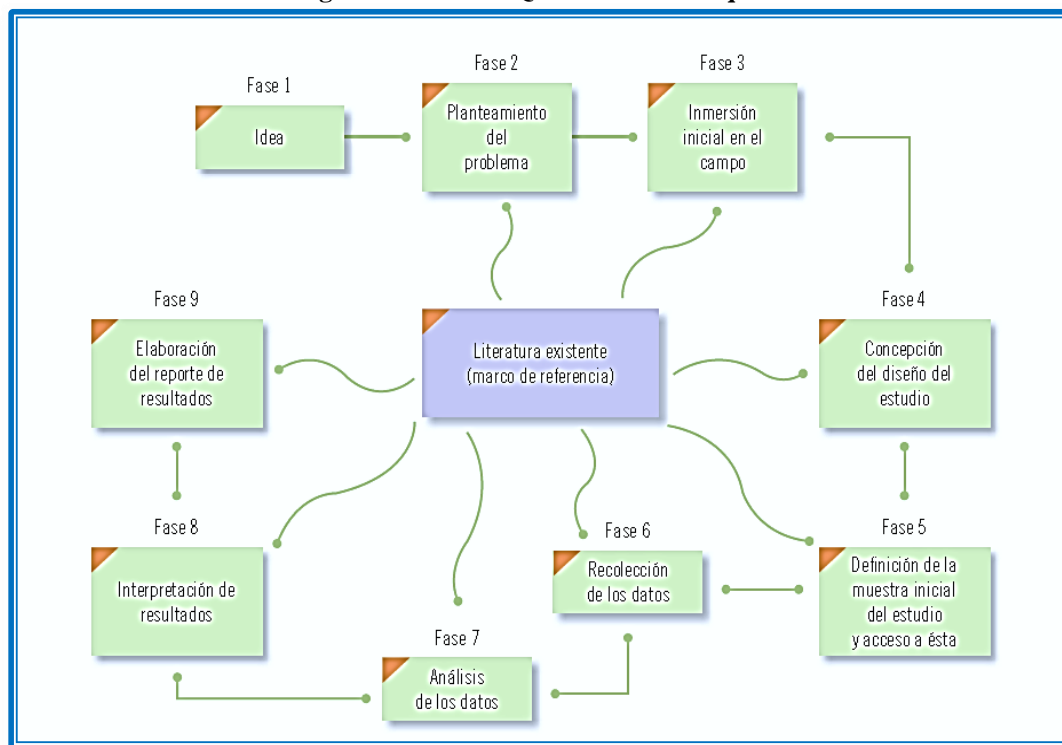 Fase 1
Idea
Fase 2
Planteamiento
del
problema
Fase 3
Inmersión
inicial en el
campo
Fase 9
Elaboración
del reporte de
resultados
Literatura existente
(marco de referencia)
Fase 4
Concepción
del diseño del
estudio
Fase 8
Interpretación de
resultados
Fase 7
Análisis
de los datos
Fase 6
Recolección
de los datos
Fase 5
Definición de la
muestra inicial
del estudio
y acceso a ésta